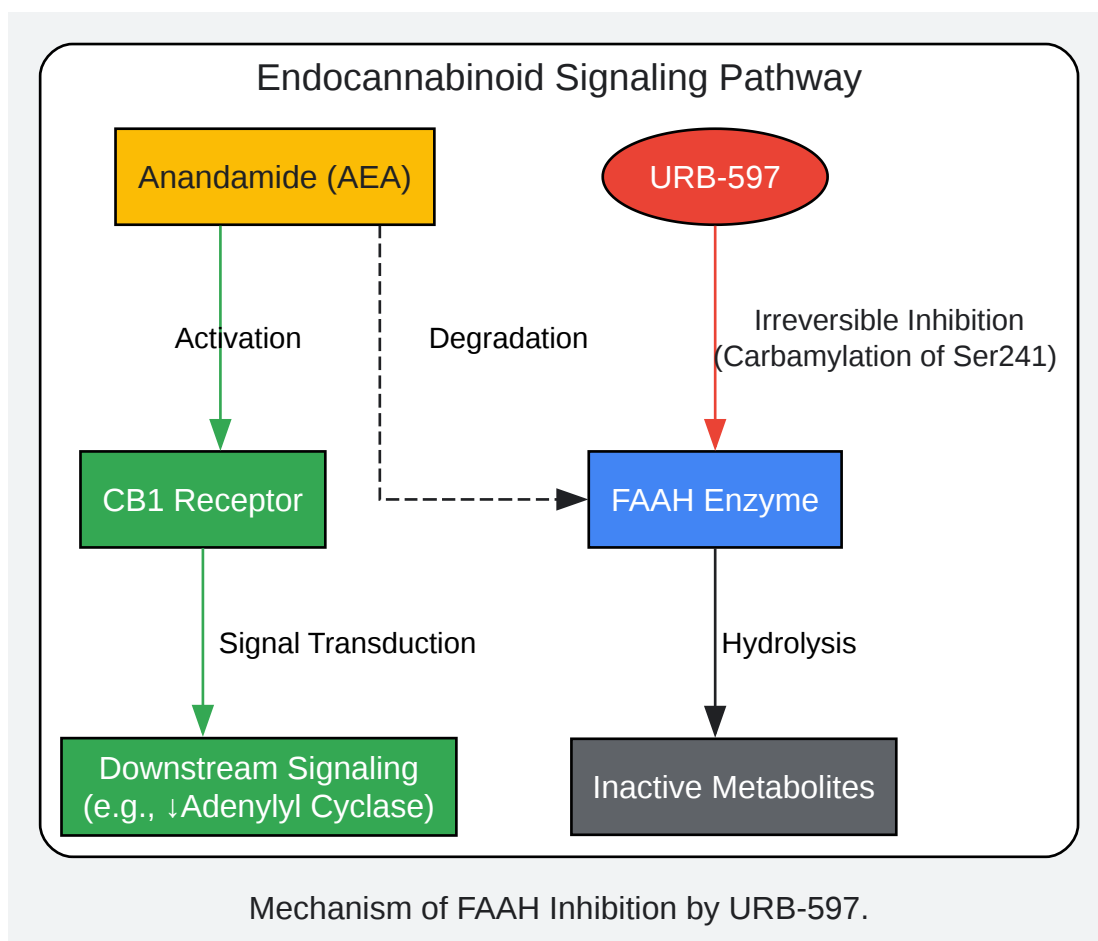 Endocannabinoid Signaling Pathway
Anandamide (AEA)
URB-597
Activation
Degradation
Irreversible Inhibition
(Carbamylation of Ser241)
CB1 Receptor
FAAH Enzyme
Signal Transduction
Hydrolysis
Downstream Signaling
(e.g., ↓Adenylyl Cyclase)
Inactive Metabolites
Mechanism of FAAH Inhibition by URB-597.